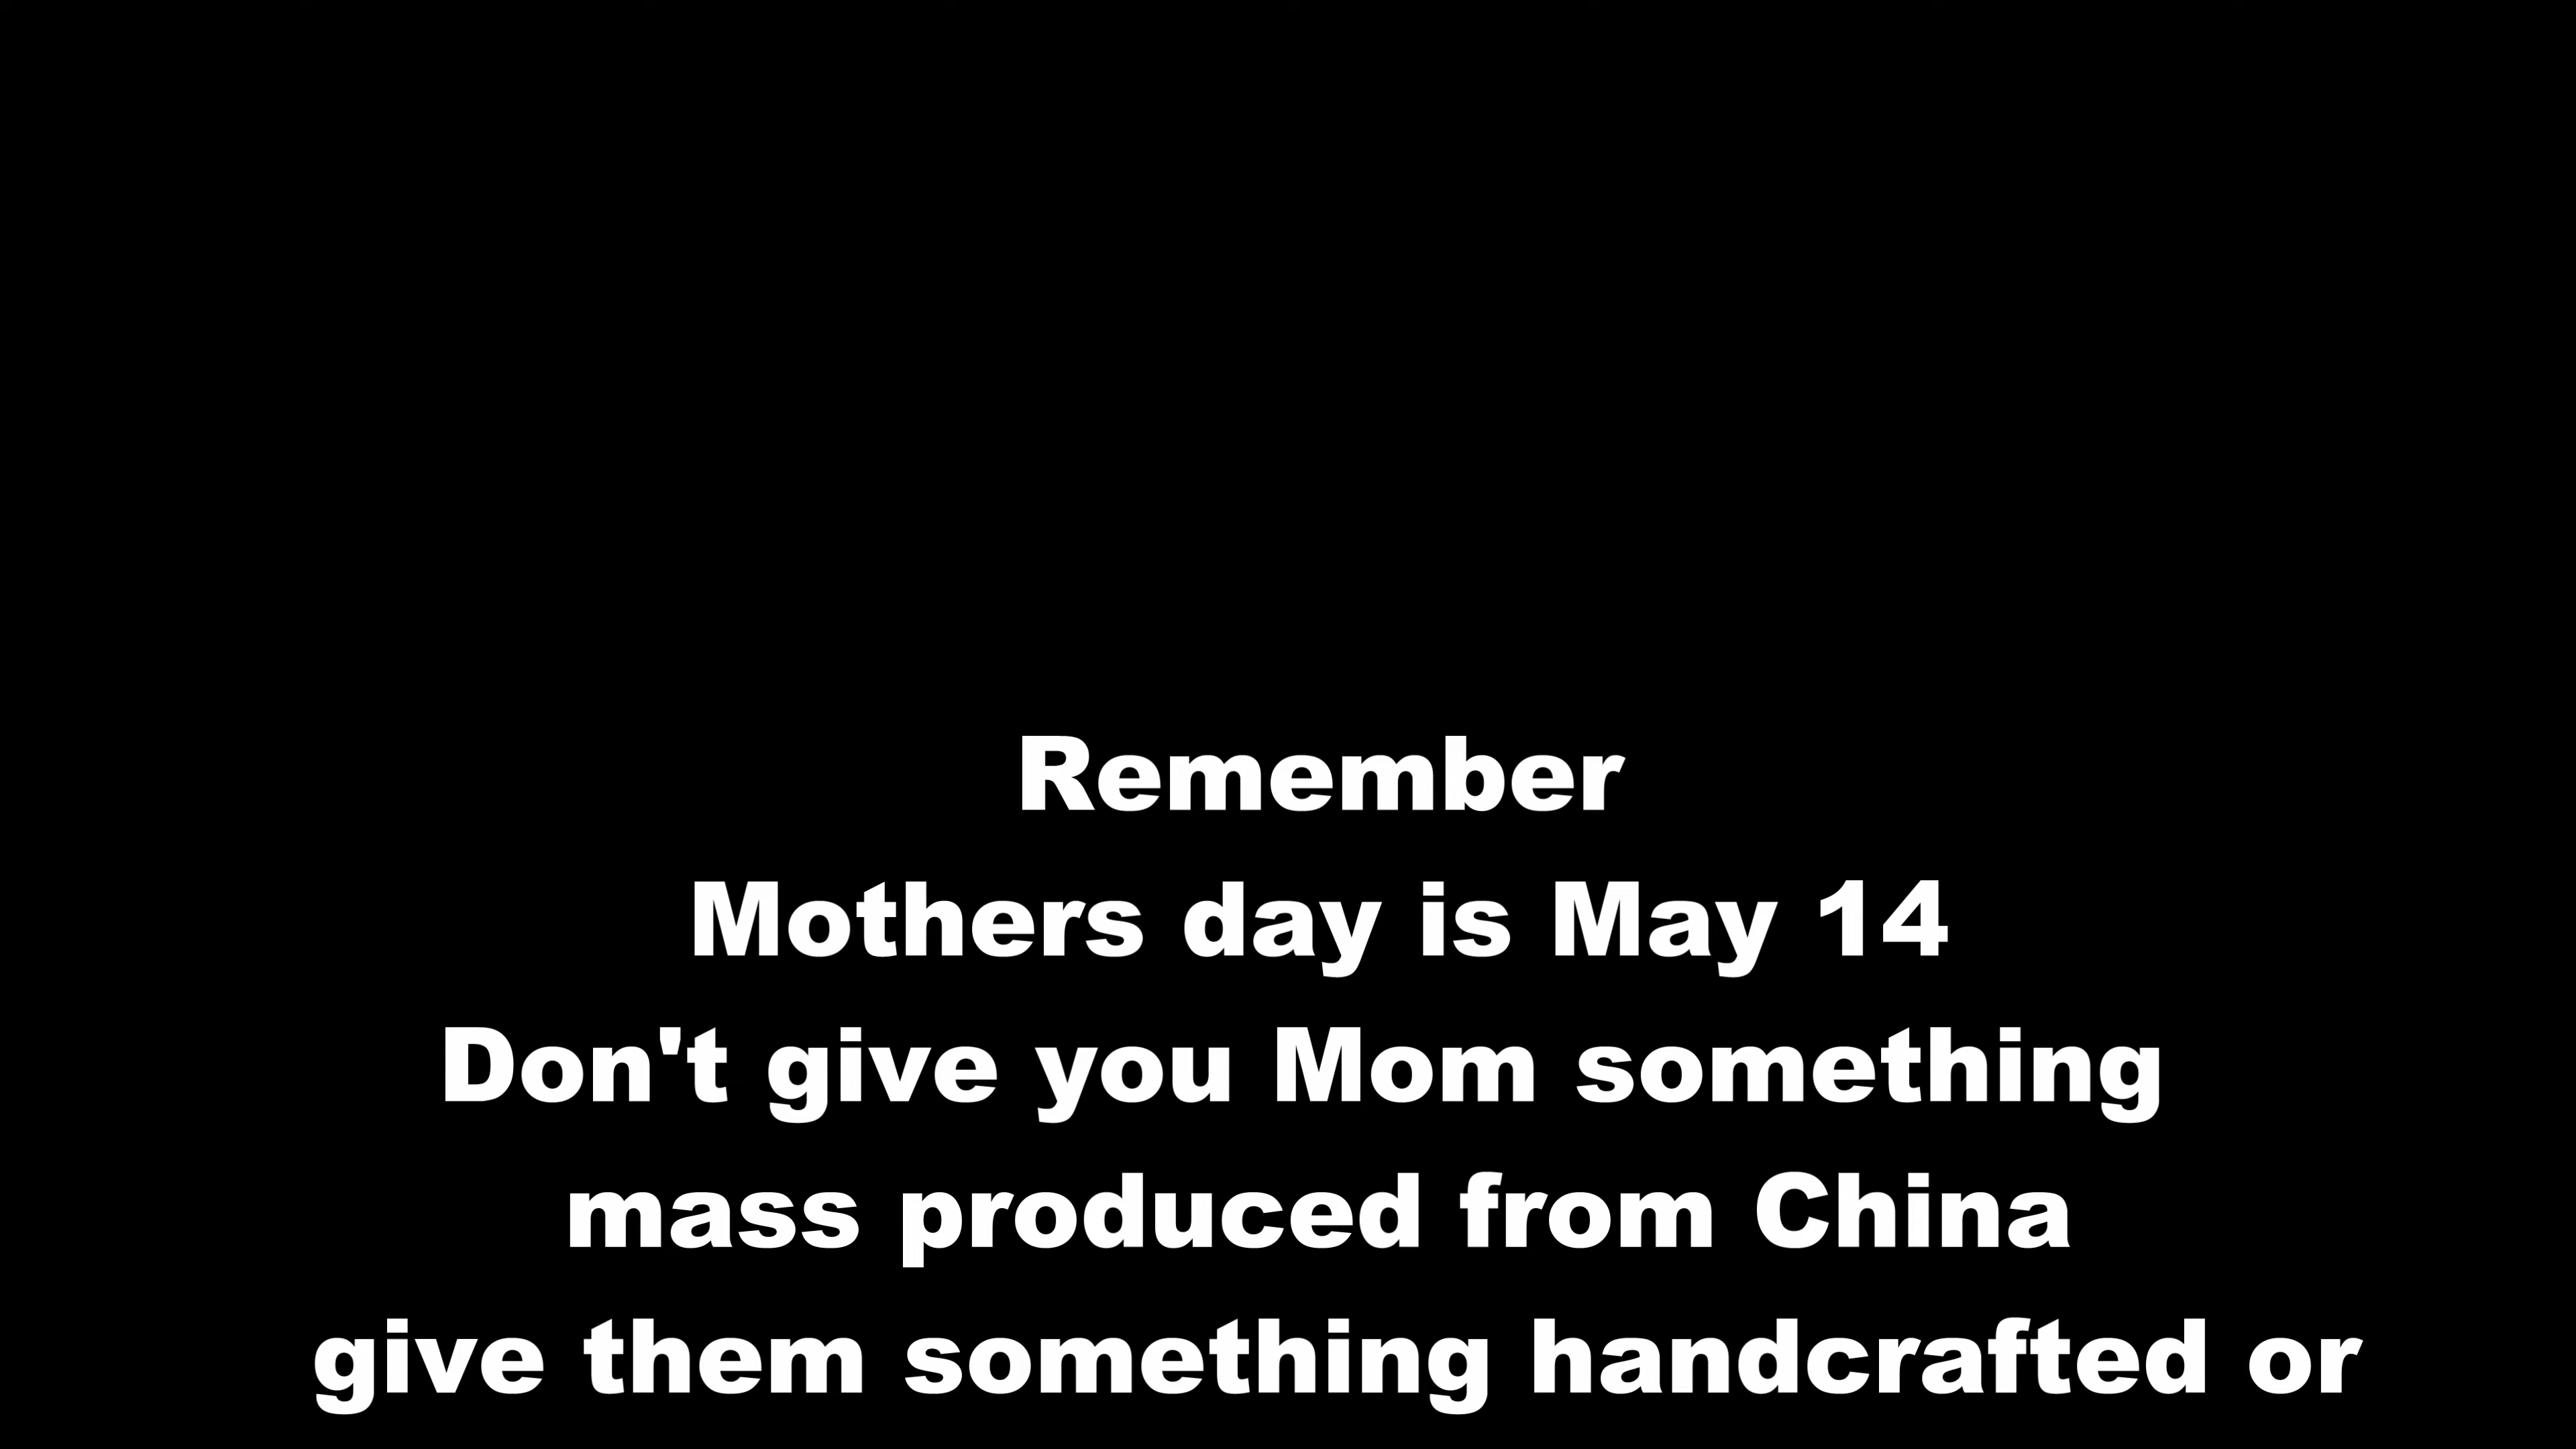 Remember
Mothers day is May 14
Don't give you Mom something
mass produced from China
give them something handcrafted or